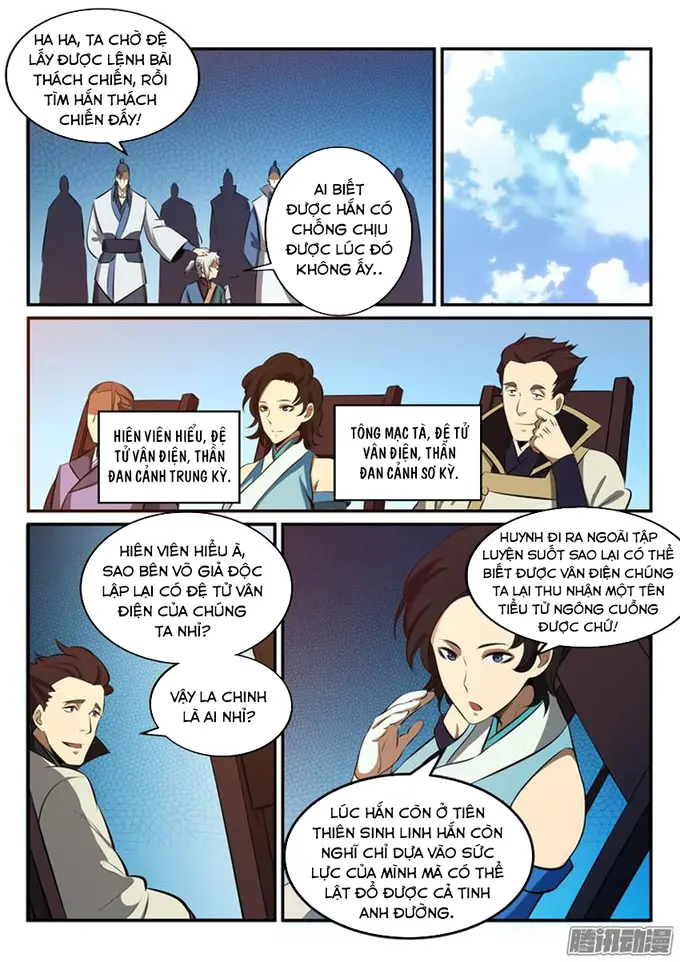 HA HA, TA CHỜ ĐỆ
LẤY ĐƯỢC LỆNH BÀI
THÁCH CHIẾN, RỒI
TÌM HẮN THÁCH
CHIẾN ĐẤY!
AI BIẾT
ĐƯỢC HẮN CÓ
CHỐNG CHỊU
ĐƯỢC LÚC ĐÓ
KHÔNG ẤY..
HIÊN VIÊN HIỂU, ĐỆ
TỬ VÂN ĐIỆN, THẦN
ĐAN CẢNH TRUNG KỲ.
TÔNG MẠC TÀ, ĐỆ TỬ
VÂN ĐIỆN, THẦN
ĐAN CẢNH SƠ KỲ.
HIÊN VIÊN HIỂU À,
SAO BÊN VÕ GIẢ ĐỘC
LẬP LẠI CÓ ĐỆ TỬ VÂN
ĐIỆN CỦA CHÚNG
TA NHỈ?
VẬY LA CHINH
LÀ AI NHỈ?
HUYNH ĐI RA NGOÀI TẬP
LUYỆN SUỐT SAO LẠI CÓ THỂ
BIẾT ĐƯỢC VÂN ĐIỆN CHÚNG
TA LẠI THU NHẬN MỘT TÊN
TIỂU TỬ NGÔNG CUỒNG
ĐƯỢC CHỨ!
LÚC HẮN CÒN Ở TIÊN
THIÊN SINH LINH HẮN CÒN
NGHĨ CHỈ DỰA VÀO SỨC
LỰC CỦA MÌNH MÀ CÓ THỂ
LẬT ĐỔ ĐƯỢC CẢ TINH
ANH ĐƯỜNG.
腾讯动漫